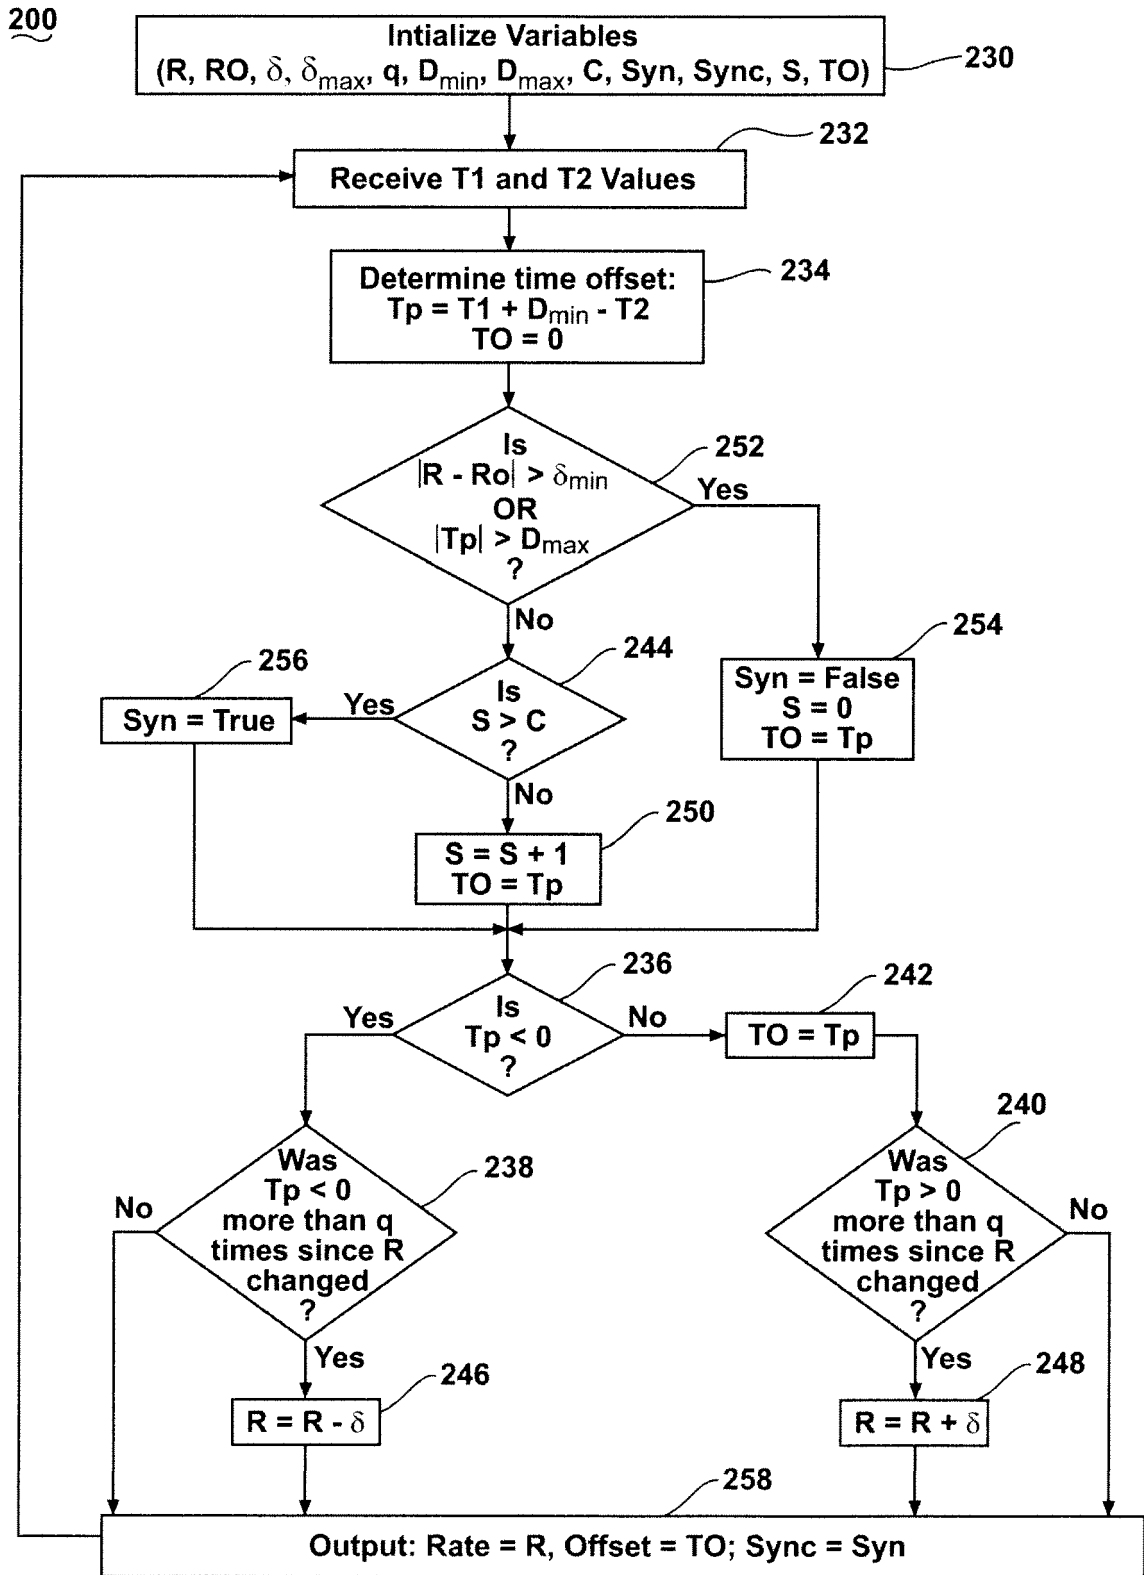 200
Intialize Variables
(R, RO, δ, δmax, q, Dmin, Dmax, C, Syn, Sync, S, TO)
230
232
Receive T1 and T2 Values
234
Determine time offset:
Tp = T1 + Dmin - T2
TO = 0
252
Is
|R - Ro| > δmin
OR
|Tp| > Dmax
?
Yes
No
254
Syn = False
S = 0
TO = Tp
244
Is
S > C
?
Yes
256
Syn = True
No
250
S = S + 1
TO = Tp
236
Is
Tp < 0
?
Yes
No
242
TO = Tp
238
Was
Tp < 0
more than q
times since R
changed
?
No
Yes
240
Was
Tp > 0
more than q
times since R
changed
?
No
Yes
246
R = R - δ
248
R = R + δ
258
Output: Rate = R, Offset = TO; Sync = Syn